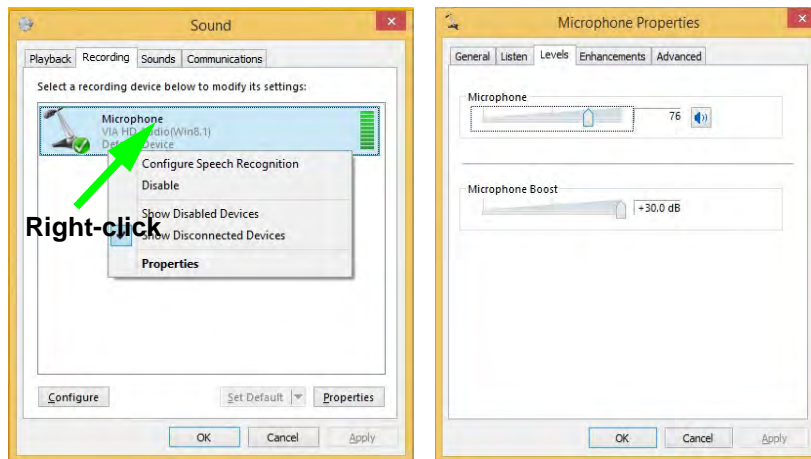 Sound
Playback Recording Sounds Communications
Select a recording device below to modify its settings:
Microphone
VIA HD Audio(Win8.1)
Default Device
Configure Speech Recognition
Disable
Show Disabled Devices
Right-click
Show Disconnected Devices
Properties
Configure Set Default Properties
OK Cancel Apply
Microphone Properties
General Listen Levels Enhancements Advanced
Microphone
76
Microphone Boost
+30.0 dB
OK Cancel Apply